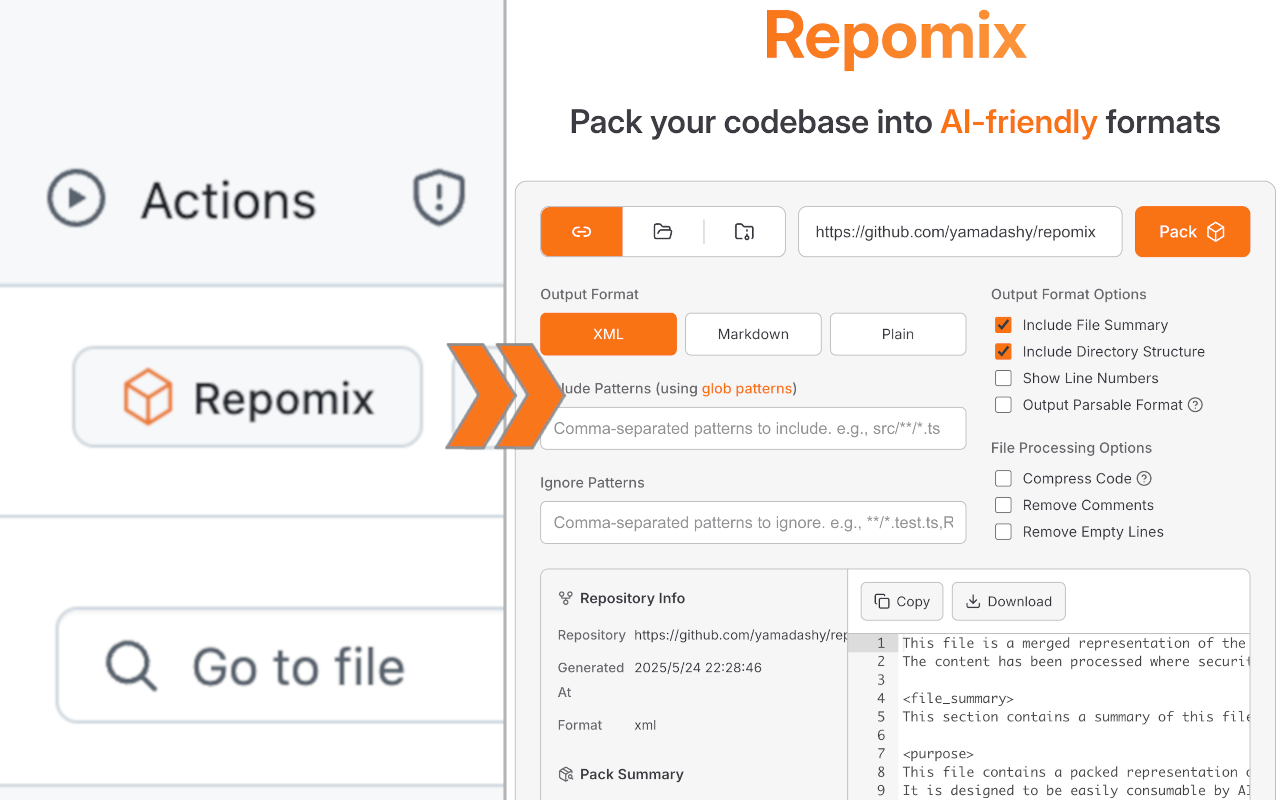 Actions
Repomix
Go to file
Repomix
Pack your codebase into AI-friendly formats
https://github.com/yamadashy/repomix
Pack
Output Format
XML
Markdown
Plain
lude Patterns (using glob patterns)
Comma-separated patterns to include. e.g., src/**/*.ts
Ignore Patterns
Comma-separated patterns to ignore. e.g., **/*.test.ts,R
Output Format Options
Include File Summary
Include Directory Structure
Show Line Numbers
Output Parsable Format
File Processing Options
Compress Code
Remove Comments
Remove Empty Lines
Repository Info
Repository https://github.com/yamadashy/rep
Generated At 2025/5/24 22:28:46
Format xml
Pack Summary
Copy
Download
1 This file is a merged representation of the
2 The content has been processed where securit
3
4 <file_summary>
5 This section contains a summary of this file
6
7 <purpose>
8 This file contains a packed representation o
9 It is designed to be easily consumable by AI